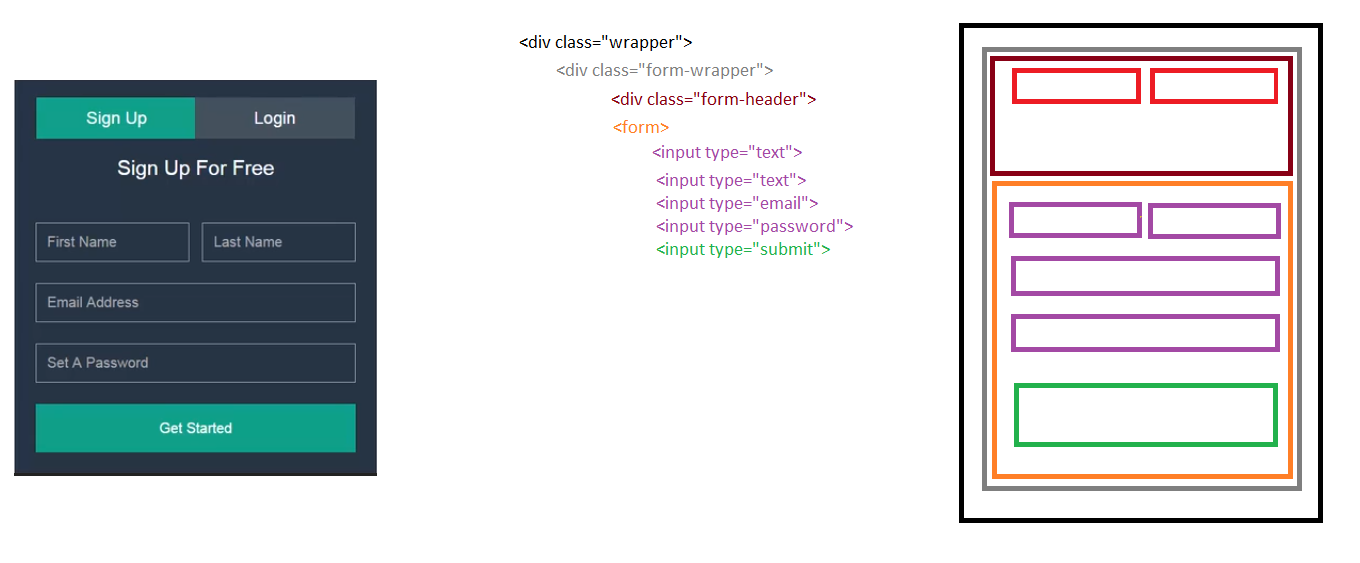 Sign Up
Login
Sign Up For Free
First Name
Last Name
Email Address
Set A Password
Get Started
<div class="wrapper">
<div class="form-wrapper">
<div class="form-header">
<form>
<input type="text">
<input type="text">
<input type="email">
<input type="password">
<input type="submit">